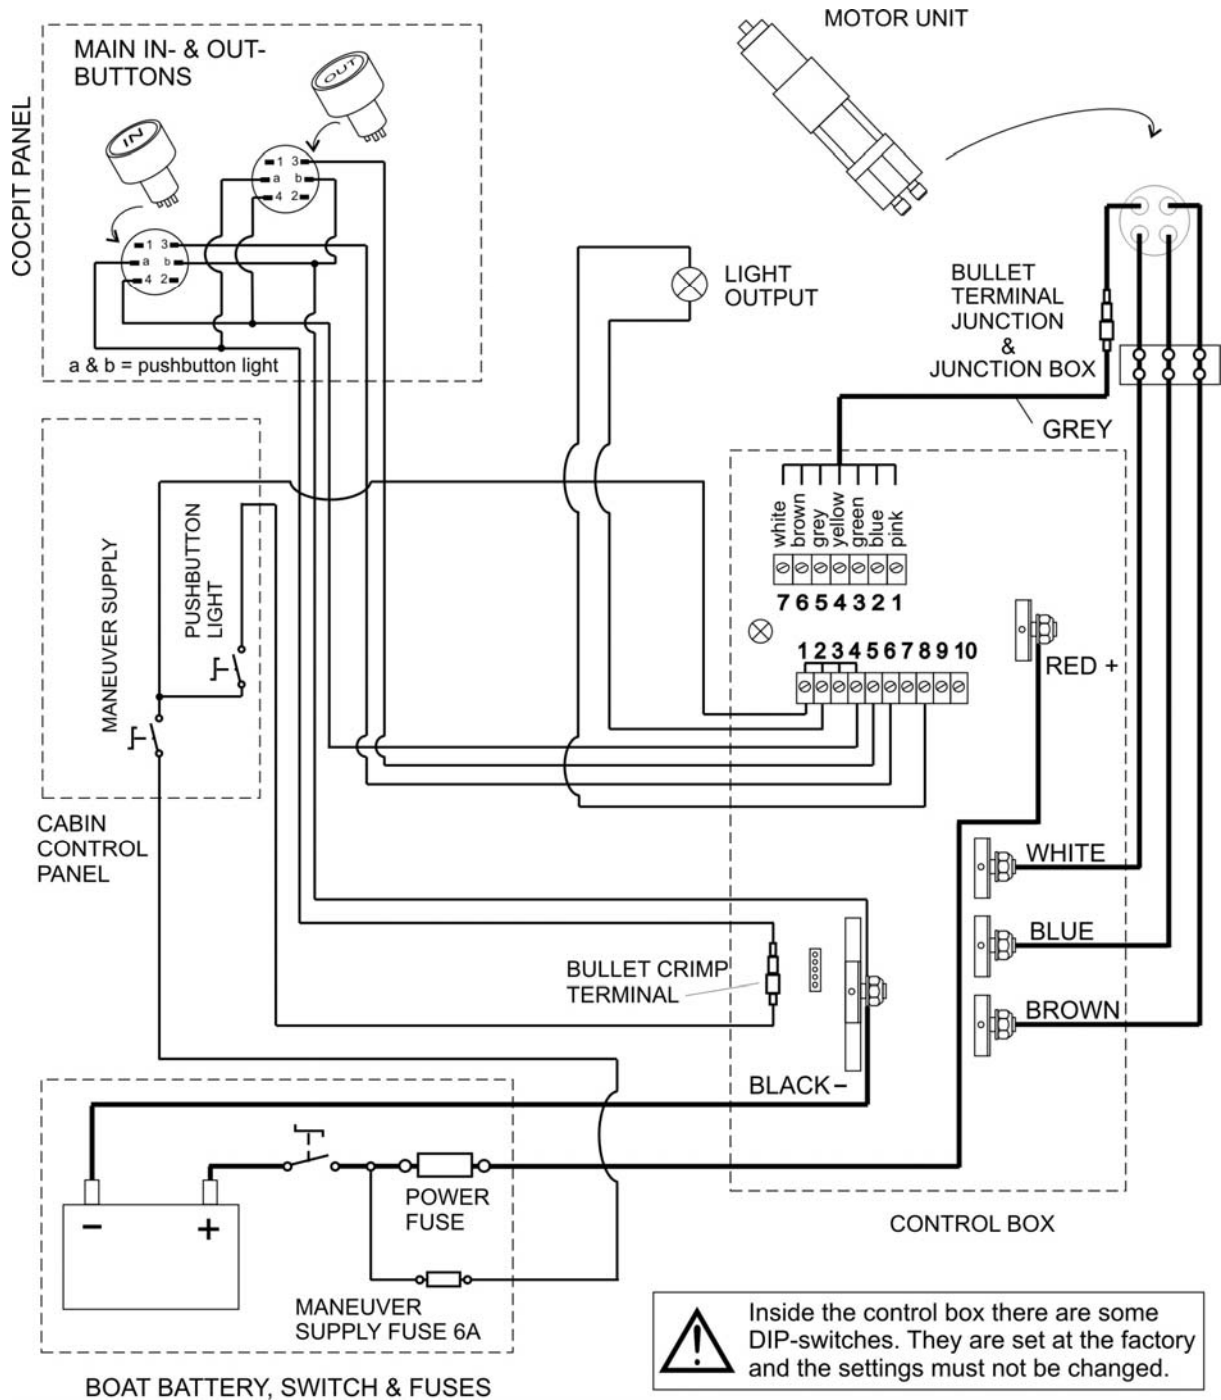 MOTOR UNIT
MAIN IN- & OUT-
BUTTONS
OUT
IN
COCPIT PANEL
1 3
a b
4 2
1 3
a b
4 2
a & b = pushbutton light
LIGHT
OUTPUT
BULLET
TERMINAL
JUNCTION
&
JUNCTION BOX
GREY
MANEUVER SUPPLY
PUSHBUTTON
LIGHT
white
brown
grey
yellow
green
blue
pink
7 6 5 4 3 2 1
1 2 3 4 5 6 7 8 9 10
RED +
CABIN
CONTROL
PANEL
WHITE
BLUE
BROWN
BULLET CRIMP
TERMINAL
BLACK –
POWER
FUSE
– +
CONTROL BOX
MANEUVER
SUPPLY FUSE 6A
BOAT BATTERY, SWITCH & FUSES
!
Inside the control box there are some
DIP-switches. They are set at the factory
and the settings must not be changed.